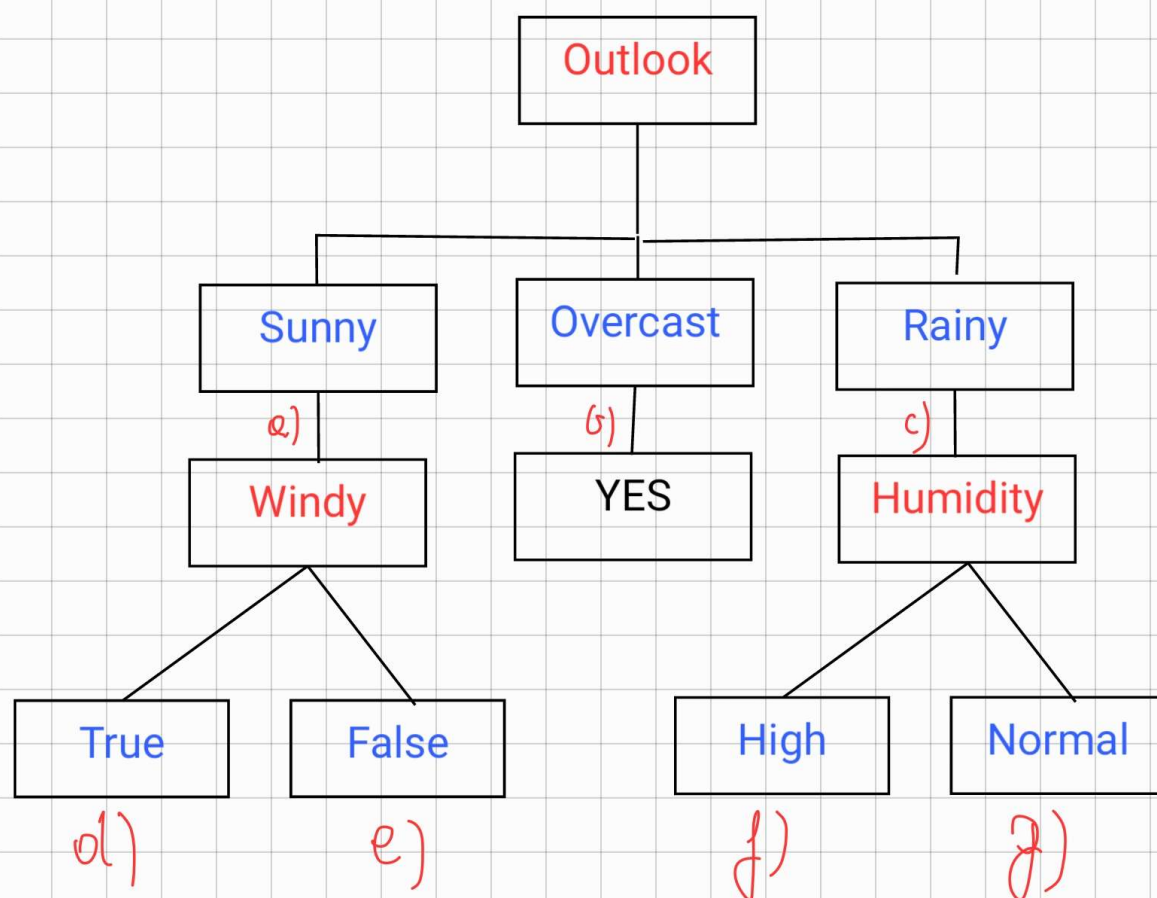 Outlook
Sunny
Overcast
Rainy
a)
b)
c)
Windy
YES
Humidity
True
False
High
Normal
d)
e)
f)
g)